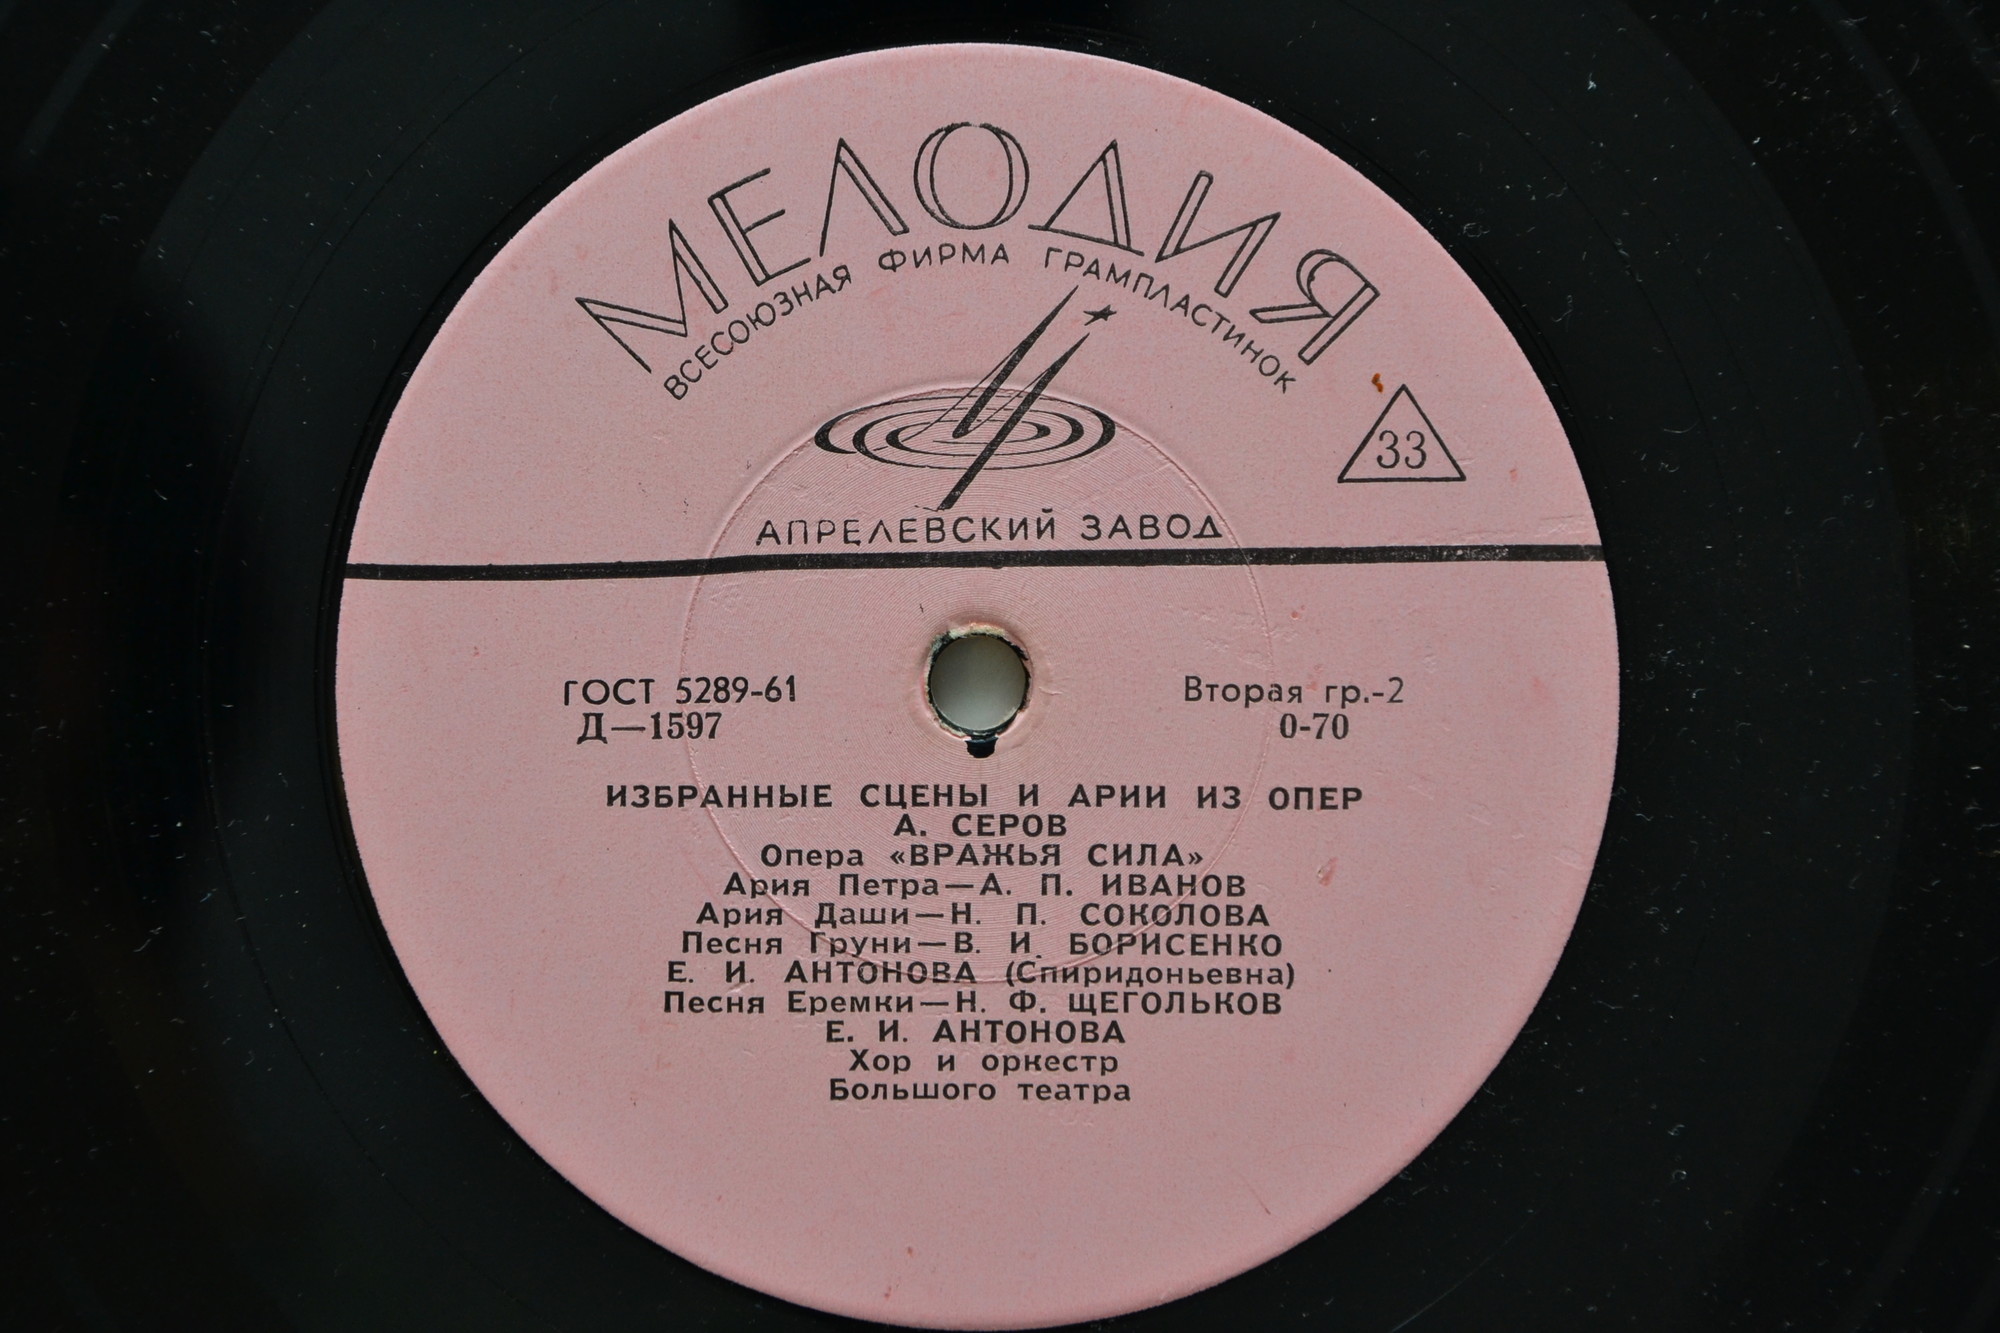 МЕЛОДИЯ
ВСЕСОЮЗНАЯ ФИРМА ГРАМПЛАСТИНОК
33
АПРЕЛЕВСКИЙ ЗАВОД
ГОСТ 5289-61
Вторая гр.-2
Д—1597
0-70
ИЗБРАННЫЕ СЦЕНЫ И АРИИ ИЗ ОПЕР
А. СЕРОВ
Опера «ВРАЖЬЯ СИЛА»
Ария Петра—А. П. ИВАНОВ
Ария Даши—Н. П. СОКОЛОВА
Песня Груни—В. И. БОРИСЕНКО
Е. И. АНТОНОВА (Спиридоньевна)
Песня Еремки—Н. Ф. ЩЕГОЛЬКОВ
Е. И. АНТОНОВА
Хор и оркестр
Большого театра